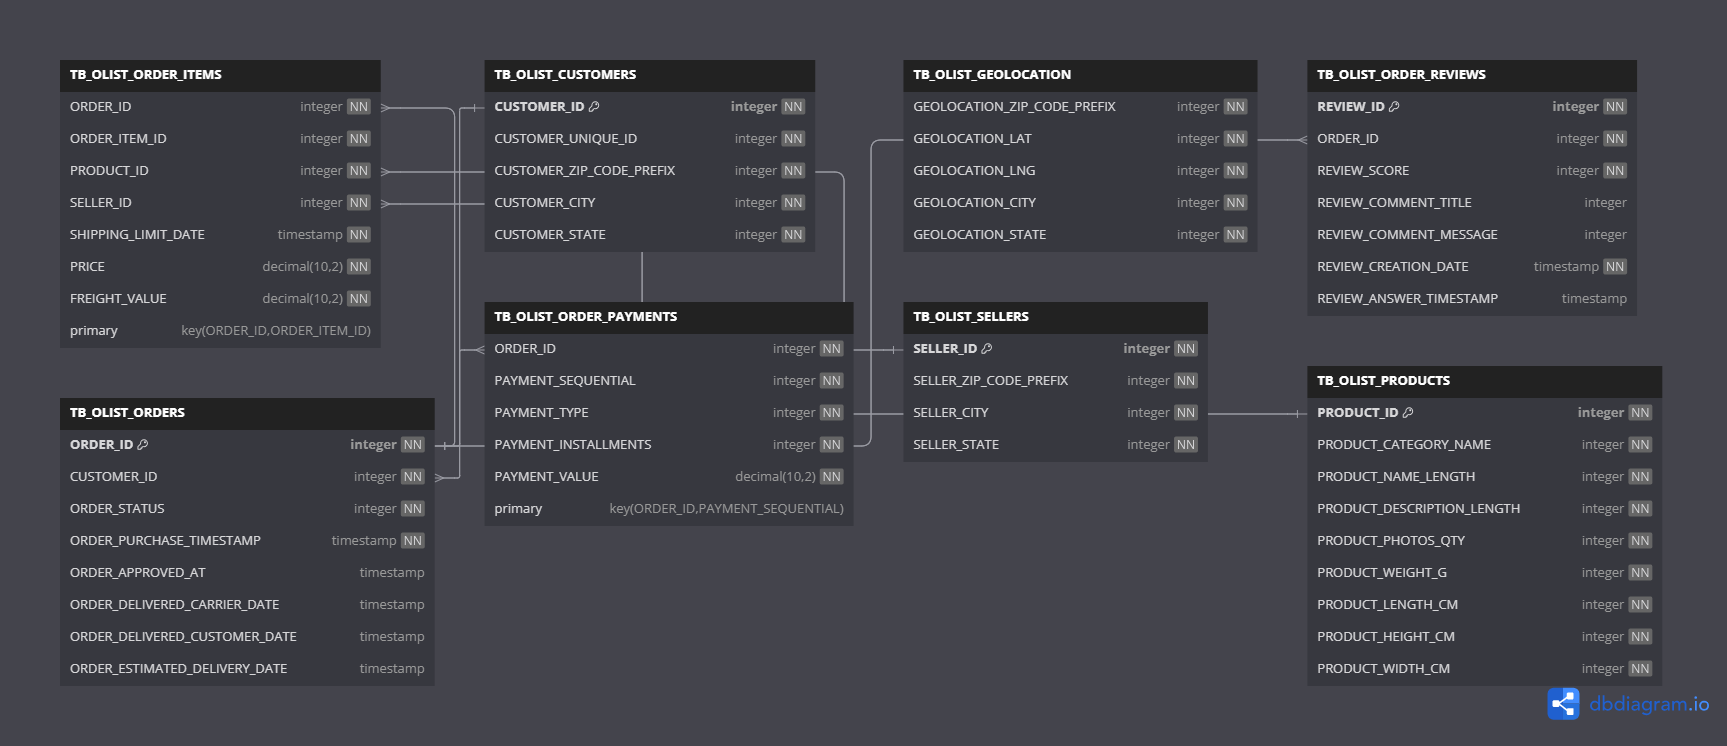 TB_OLIST_ORDER_ITEMS
ORDER_ID integer NN
ORDER_ITEM_ID integer NN
PRODUCT_ID integer NN
SELLER_ID integer NN
SHIPPING_LIMIT_DATE timestamp NN
PRICE decimal(10,2) NN
FREIGHT_VALUE decimal(10,2) NN
primary key(ORDER_ID,ORDER_ITEM_ID)
TB_OLIST_ORDERS
ORDER_ID integer NN
CUSTOMER_ID integer NN
ORDER_STATUS integer NN
ORDER_PURCHASE_TIMESTAMP timestamp NN
ORDER_APPROVED_AT timestamp
ORDER_DELIVERED_CARRIER_DATE timestamp
ORDER_DELIVERED_CUSTOMER_DATE timestamp
ORDER_ESTIMATED_DELIVERY_DATE timestamp
TB_OLIST_CUSTOMERS
CUSTOMER_ID integer NN
CUSTOMER_UNIQUE_ID integer NN
CUSTOMER_ZIP_CODE_PREFIX integer NN
CUSTOMER_CITY integer NN
CUSTOMER_STATE integer NN
TB_OLIST_ORDER_PAYMENTS
ORDER_ID integer NN
PAYMENT_SEQUENTIAL integer NN
PAYMENT_TYPE integer NN
PAYMENT_INSTALLMENTS integer NN
PAYMENT_VALUE decimal(10,2) NN
primary key(ORDER_ID,PAYMENT_SEQUENTIAL)
TB_OLIST_GEOLOCATION
GEOLOCATION_ZIP_CODE_PREFIX integer NN
GEOLOCATION_LAT integer NN
GEOLOCATION_LNG integer NN
GEOLOCATION_CITY integer NN
GEOLOCATION_STATE integer NN
TB_OLIST_SELLERS
SELLER_ID integer NN
SELLER_ZIP_CODE_PREFIX integer NN
SELLER_CITY integer NN
SELLER_STATE integer NN
TB_OLIST_ORDER_REVIEWS
REVIEW_ID integer NN
ORDER_ID integer NN
REVIEW_SCORE integer NN
REVIEW_COMMENT_TITLE integer
REVIEW_COMMENT_MESSAGE integer
REVIEW_CREATION_DATE timestamp NN
REVIEW_ANSWER_TIMESTAMP timestamp
TB_OLIST_PRODUCTS
PRODUCT_ID integer NN
PRODUCT_CATEGORY_NAME integer NN
PRODUCT_NAME_LENGTH integer NN
PRODUCT_DESCRIPTION_LENGTH integer NN
PRODUCT_PHOTOS_QTY integer NN
PRODUCT_WEIGHT_G integer NN
PRODUCT_LENGTH_CM integer NN
PRODUCT_HEIGHT_CM integer NN
PRODUCT_WIDTH_CM integer NN
dbdiagram.io